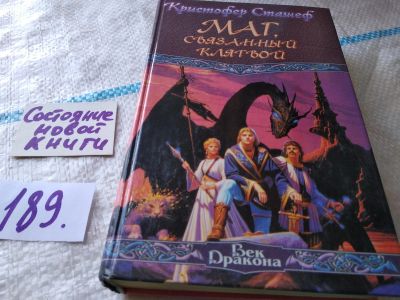 Кристофер Сташеф
МАГ,
СВЯЗАННЫЙ
КЛЯТВОЙ
Состояние
новой
книги
189.
Век
Дракона